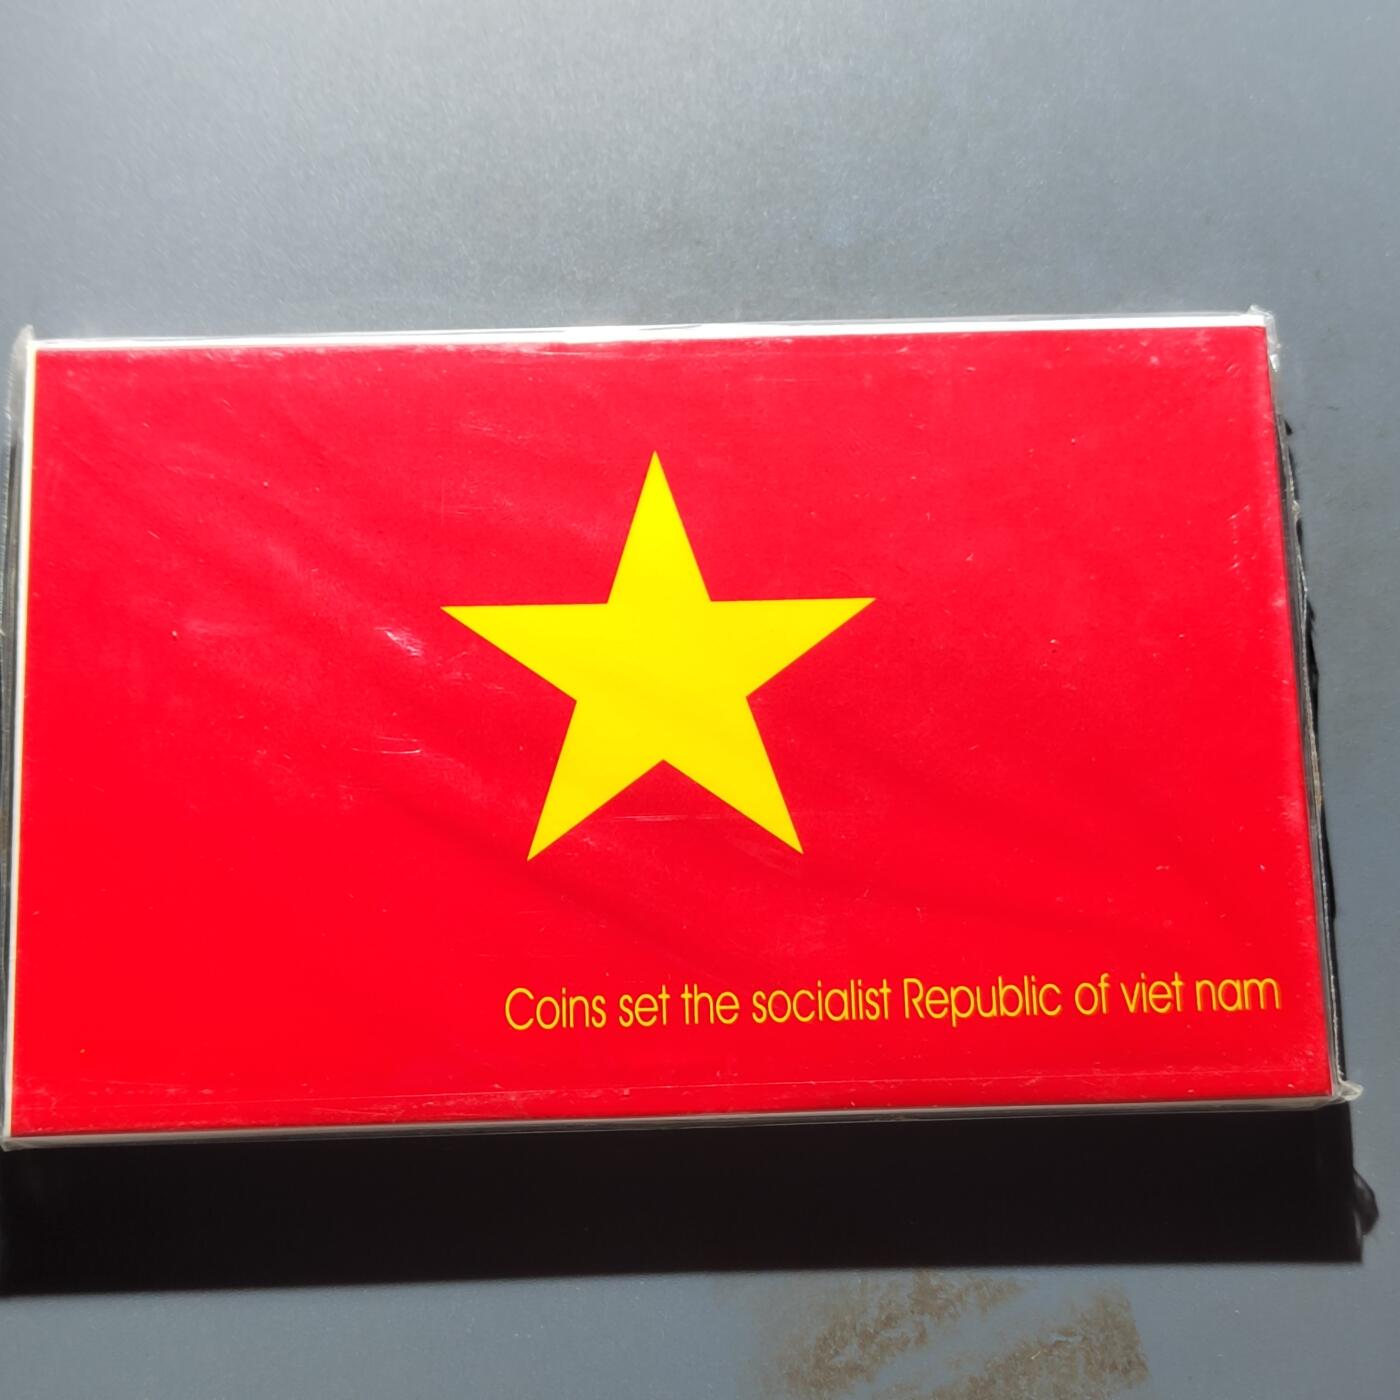 Coins set the socialist Republic of viet nam